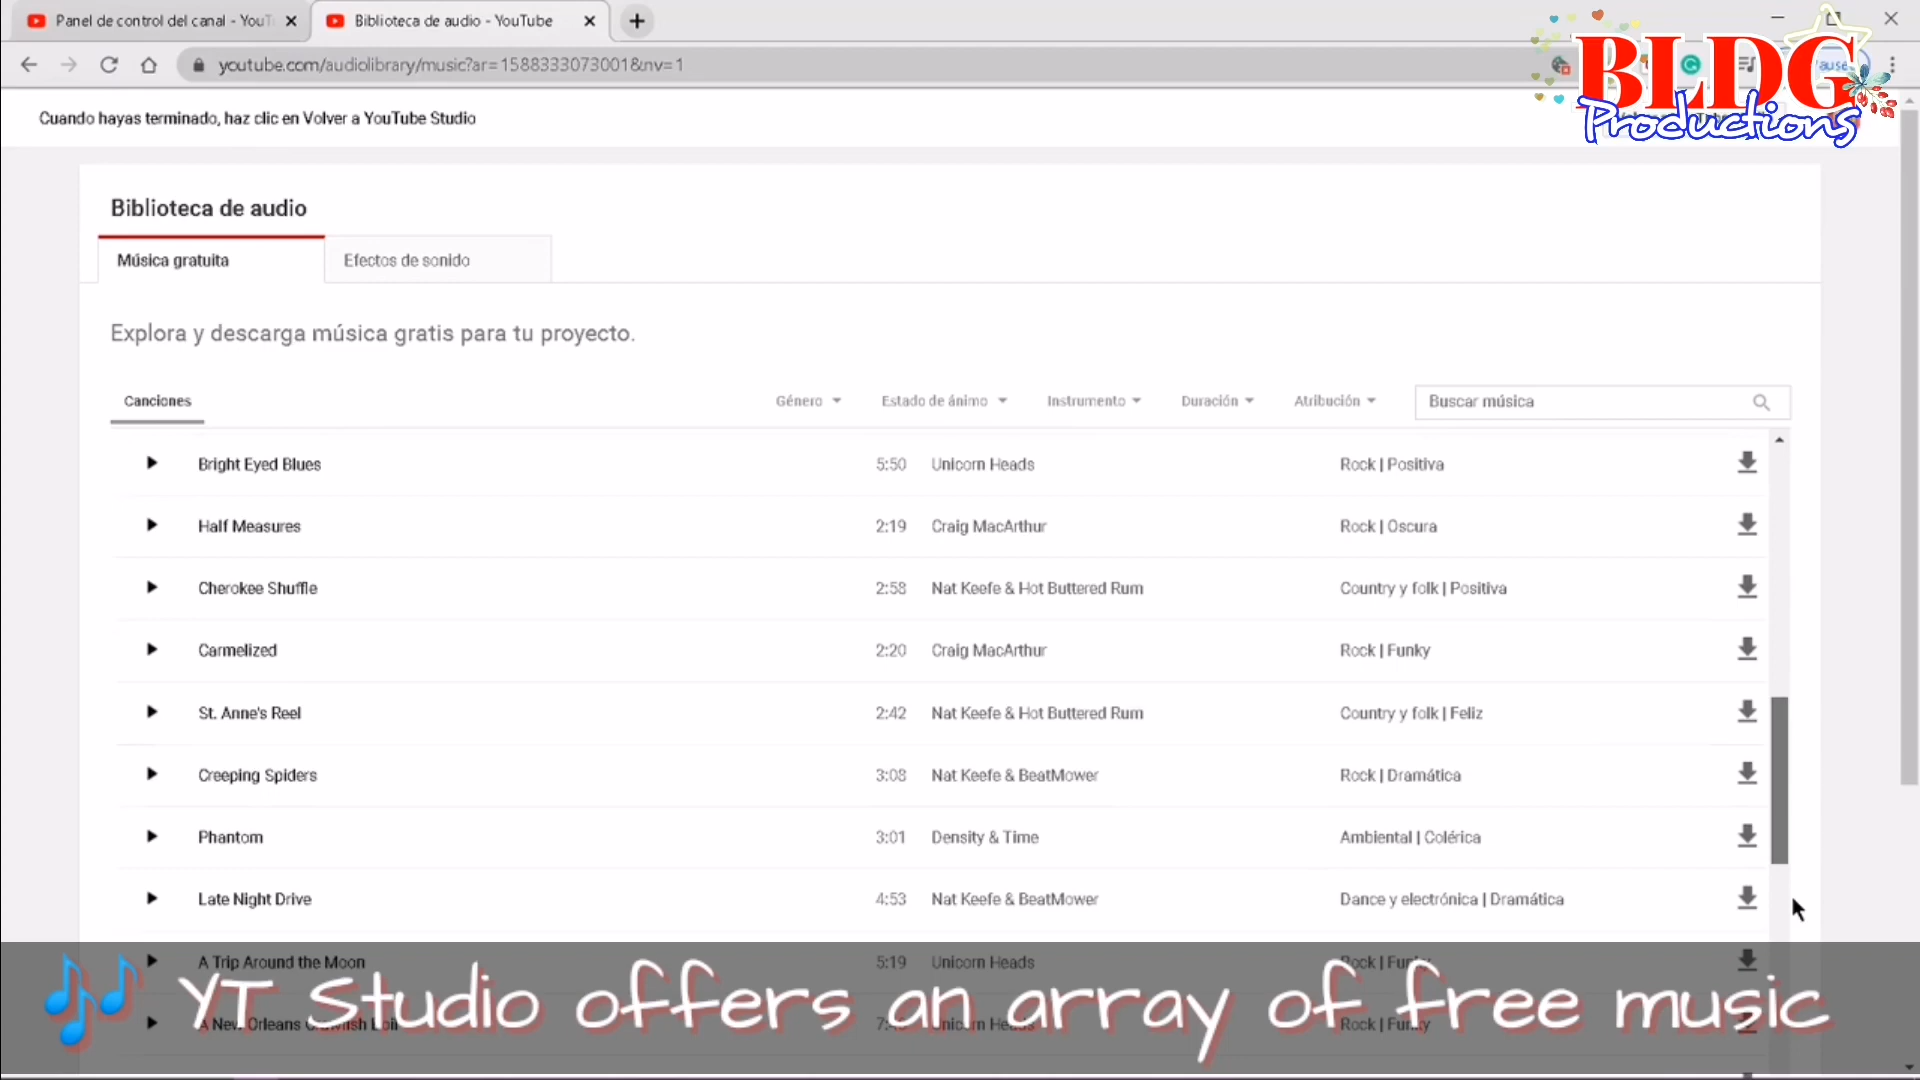 Panel de control del canal - YouT
Biblioteca de audio - YouTube
youtube.com/audiolibrary/music?ar=1588333073001&nv=1
BLDG
Productions
Cuando hayas terminado, haz clic en Volver a YouTube Studio
Biblioteca de audio
Música gratuita
Efectos de sonido
Explora y descarga música gratis para tu proyecto.
Canciones Género Estado de ánimo Instrumento Duración Atribución Buscar música
Bright Eyed Blues 5:50 Unicorn Heads Rock | Positiva
Half Measures 2:19 Craig MacArthur Rock | Oscura
Cherokee Shuffle 2:58 Nat Keefe & Hot Buttered Rum Country y folk | Positiva
Carmelized 2:20 Craig MacArthur Rock | Funky
St. Anne's Reel 2:42 Nat Keefe & Hot Buttered Rum Country y folk | Feliz
Creeping Spiders 3:08 Nat Keefe & BeatMower Rock | Dramática
Phantom 3:01 Density & Time Ambiental | Colérica
Late Night Drive 4:53 Nat Keefe & BeatMower Dance y electrónica | Dramática
A Trip Around the Moon 5:19 Unicorn Heads Rock |
YT Studio offers an array of free music
A New Orleans Rock |